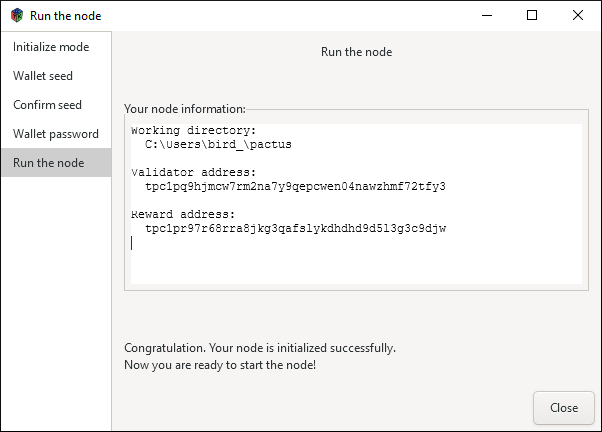 Run the node
Initialize mode
Wallet seed
Confirm seed
Wallet password
Run the node
Run the node
Your node information:
Working directory:
C:\Users\bird_\pactus
Validator address:
tpc1pq9hjmcw7rm2na7y9qepcwen04nawzhmf72tfy3
Reward address:
tpc1pr97r68rra8jkg3qafslykdhdhd9d5l3g3c9djw
Congratulation. Your node is initialized successfully.
Now you are ready to start the node!
Close